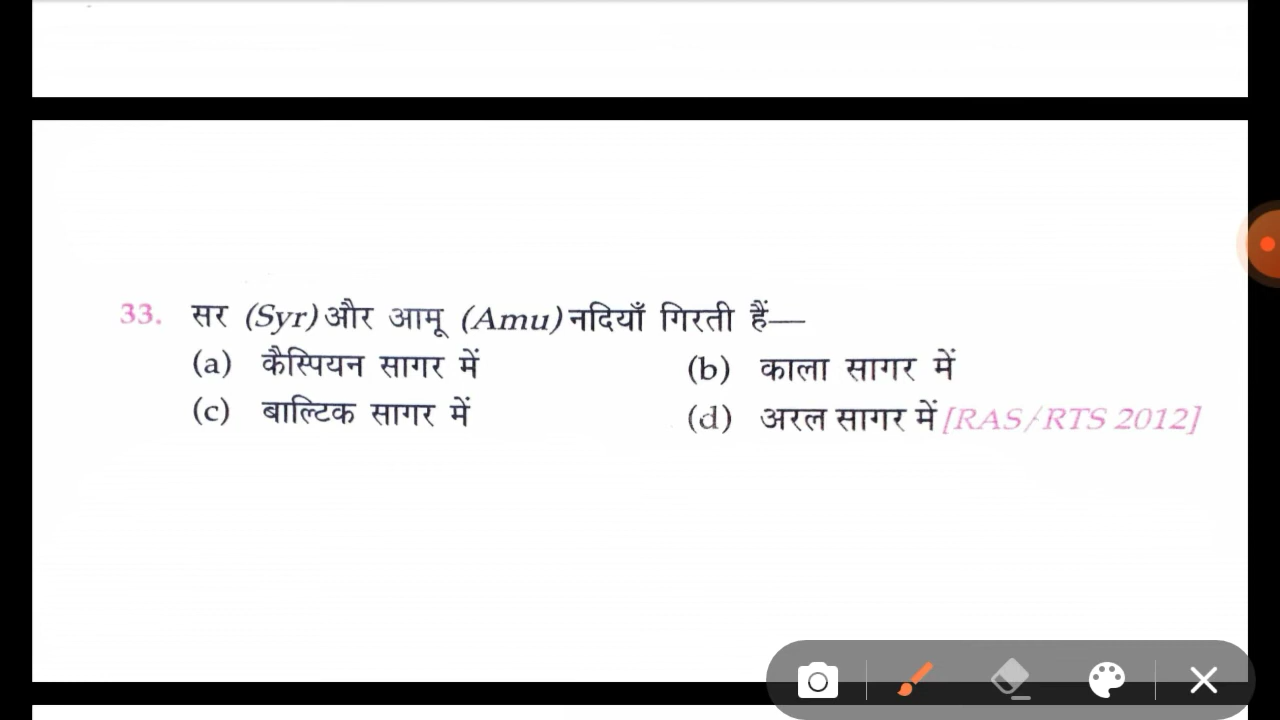 33. सर (Syr) और आमू (Amu) नदियाँ गिरती हैं—
(a) कैस्पियन सागर में (b) काला सागर में
(c) बाल्टिक सागर में (d) अरल सागर में [RAS/RTS 2012]